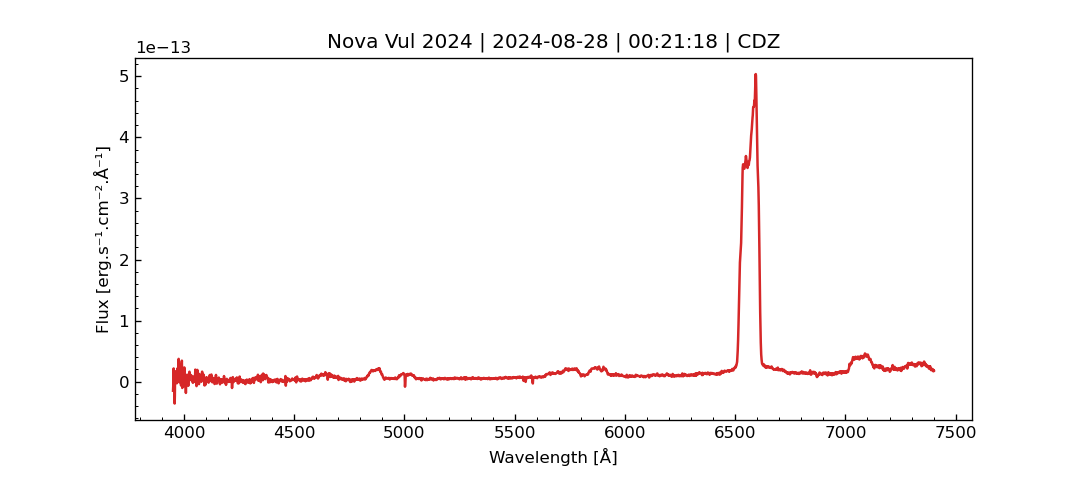 Nova Vul 2024 | 2024-08-28 | 00:21:18 | CDZ
1e−13
5
4
3
2
1
0
Flux [erg.s⁻¹.cm⁻².Å⁻¹]
4000 4500 5000 5500 6000 6500 7000 7500
Wavelength [Å]